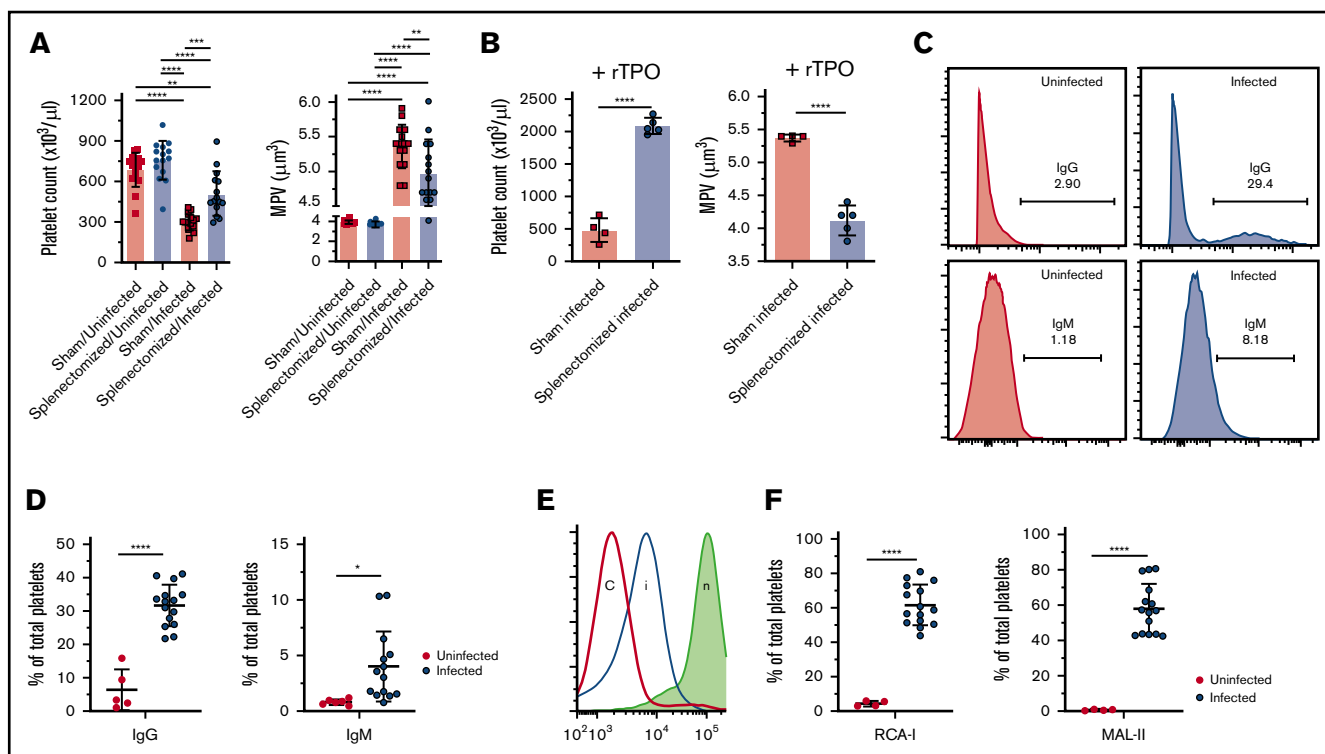 A
***
****
****
**
****
Platelet count (x10³/µl)
1200
900
600
300
0
Sham/Uninfected
Splenectomized/Uninfected
Sham/Infected
Splenectomized/Infected
**
****
****
****
****
MPV (µm³)
6.0
5.5
5.0
4.5
4
2
0
Sham/Uninfected
Splenectomized/Uninfected
Sham/Infected
Splenectomized/Infected
B
+ rTPO
****
Platelet count (x10³/µl)
2500
2000
1500
1000
500
0
Sham infected
Splenectomized infected
+ rTPO
****
MPV (µm³)
6.0
5.5
5.0
4.5
4.0
3.5
Sham infected
Splenectomized infected
C
Uninfected
IgG
2.90
Infected
IgG
29.4
Uninfected
IgM
1.18
Infected
IgM
8.18
D
% of total platelets
50
40
30
20
10
0
****
IgG
% of total platelets
15
10
5
0
*
IgM
Uninfected
Infected
E
C
i
n
10² 10³ 10⁴ 10⁵
F
% of total platelets
100
80
60
40
20
0
****
RCA-I
% of total platelets
100
80
60
40
20
0
****
MAL-II
Uninfected
Infected